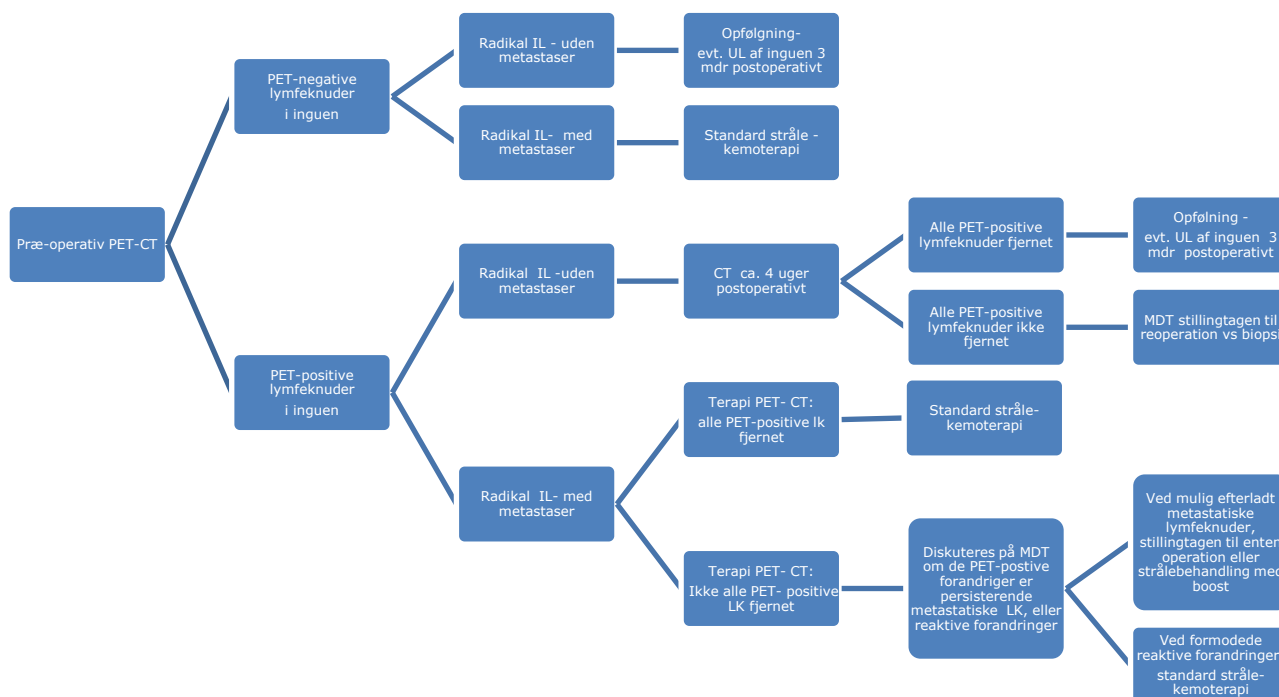 Præ-operativ PET-CT
PET-negative
lymfeknuder
i inguen
Radikal IL - uden
metastaser
Opfølgning-
evt. UL af inguen 3
mdr postoperativt
Radikal IL- med
metastaser
Standard stråle -
kemoterapi
PET-positive
lymfeknuder
i inguen
Radikal IL -uden
metastaser
CT ca. 4 uger
postoperativt
Alle PET-positive
lymfeknuder fjernet
Opfølning -
evt. UL af inguen 3
mdr postoperativt
Alle PET-positive
lymfeknuder ikke
fjernet
MDT stillingtagen til
reoperation vs biopsi
Radikal IL- med
metastaser
Terapi PET- CT:
alle PET-positive lk
fjernet
Standard stråle-
kemoterapi
Terapi PET- CT:
Ikke alle PET- positive
LK fjernet
Diskuteres på MDT
om de PET-postive
forandriger er
persisterende
metastatiske LK, eller
reaktive forandringer
Ved mulig efterladt
metastatiske
lymfeknuder,
stillingtagen til enten
operation eller
strålebehandling med
boost
Ved formodede
reaktive forandringer
standard stråle-
kemoterapi